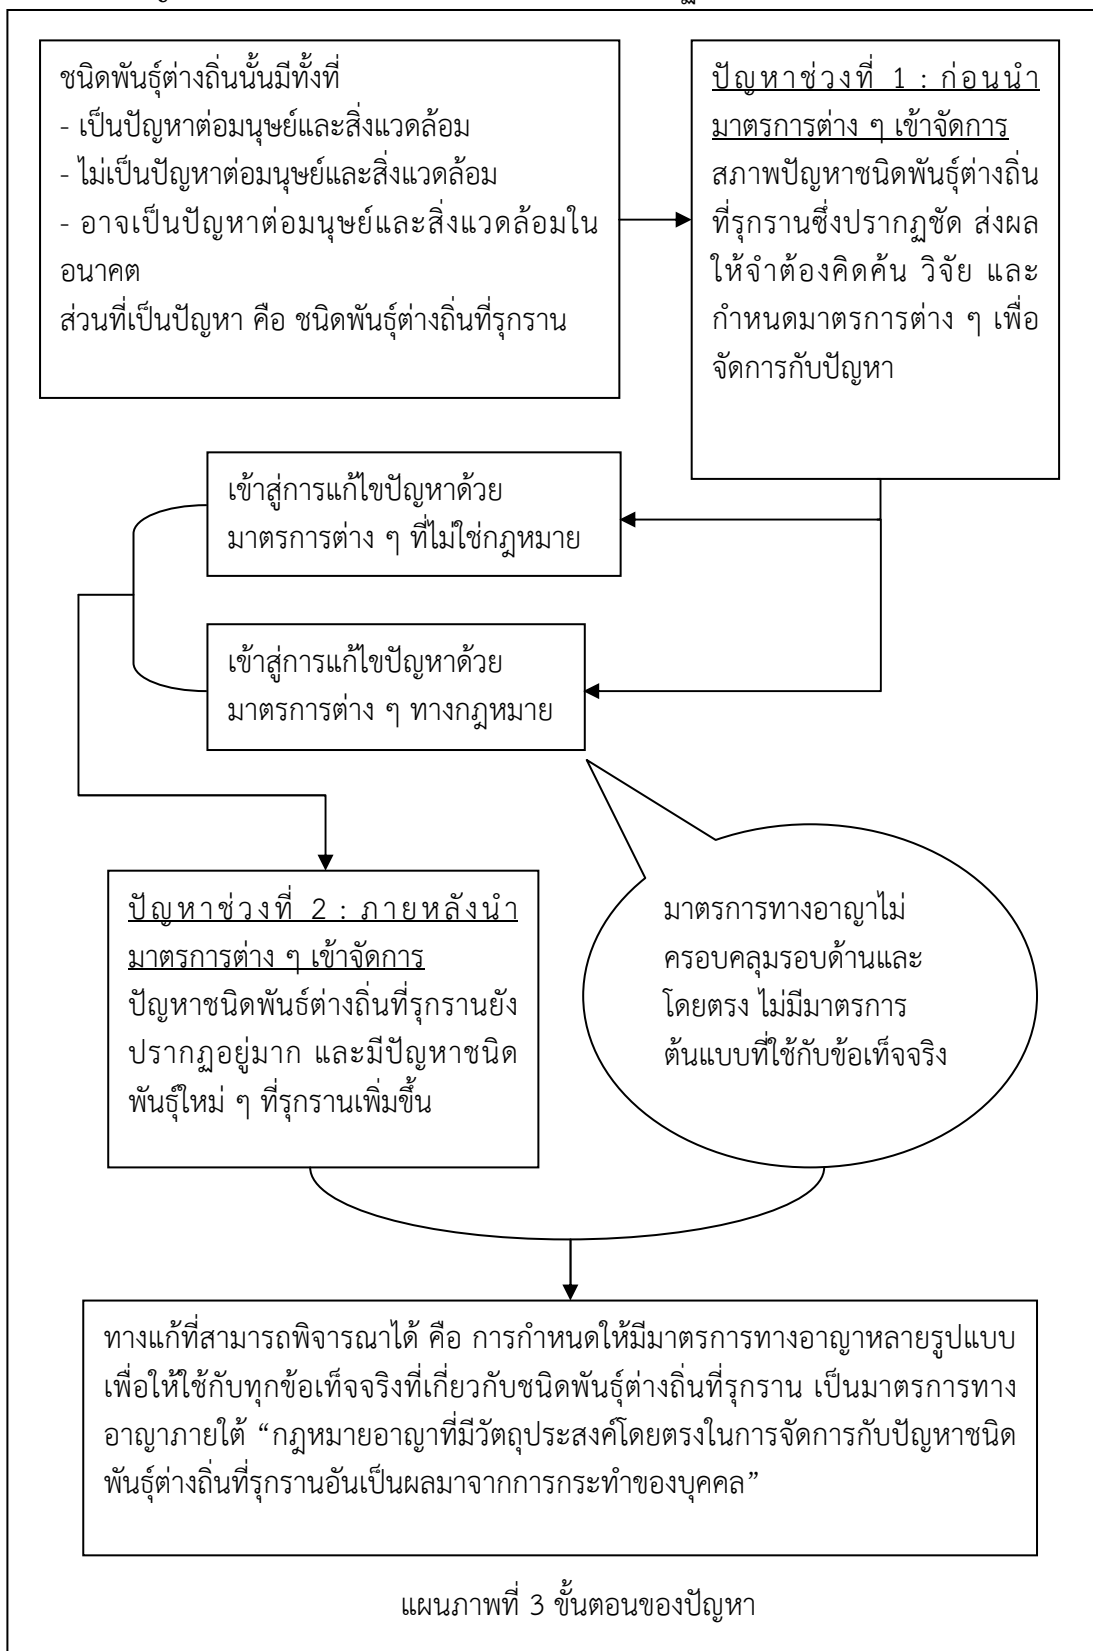 ชนิดพันธุ์ต่างถิ่นนั้นมีทั้งที่
- เป็นปัญหาต่อมนุษย์และสิ่งแวดล้อม
- ไม่เป็นปัญหาต่อมนุษย์และสิ่งแวดล้อม
- อาจเป็นปัญหาต่อมนุษย์และสิ่งแวดล้อมใน
อนาคต
ส่วนที่เป็นปัญหา คือ ชนิดพันธุ์ต่างถิ่นที่รุกราน
ปัญหาช่วงที่ 1 : ก่อนนำ
มาตรการต่าง ๆ เข้าจัดการ
สภาพปัญหาชนิดพันธุ์ต่างถิ่น
ที่รุกรานซึ่งปรากฏชัด ส่งผล
ให้จำต้องคิดค้น วิจัย และ
กำหนดมาตรการต่าง ๆ เพื่อ
จัดการกับปัญหา
เข้าสู่การแก้ไขปัญหาด้วย
มาตรการต่าง ๆ ที่ไม่ใช่กฎหมาย
เข้าสู่การแก้ไขปัญหาด้วย
มาตรการต่าง ๆ ทางกฎหมาย
มาตรการทางอาญาไม่
ครอบคลุมรอบด้านและ
โดยตรง ไม่มีมาตรการ
ต้นแบบที่ใช้กับข้อเท็จจริง
ปัญหาช่วงที่ 2 : ภายหลังนำ
มาตรการต่าง ๆ เข้าจัดการ
ปัญหาชนิดพันธ์ต่างถิ่นที่รุกรานยัง
ปรากฏอยู่มาก และมีปัญหาชนิด
พันธุ์ใหม่ ๆ ที่รุกรานเพิ่มขึ้น
ทางแก้ที่สามารถพิจารณาได้ คือ การกำหนดให้มีมาตรการทางอาญาหลายรูปแบบ
เพื่อให้ใช้กับทุกข้อเท็จจริงที่เกี่ยวกับชนิดพันธุ์ต่างถิ่นที่รุกราน เป็นมาตรการทาง
อาญาภายใต้ “กฎหมายอาญาที่มีวัตถุประสงค์โดยตรงในการจัดการกับปัญหาชนิด
พันธุ์ต่างถิ่นที่รุกรานอันเป็นผลมาจากการกระทำของบุคคล”
แผนภาพที่ 3 ขั้นตอนของปัญหา